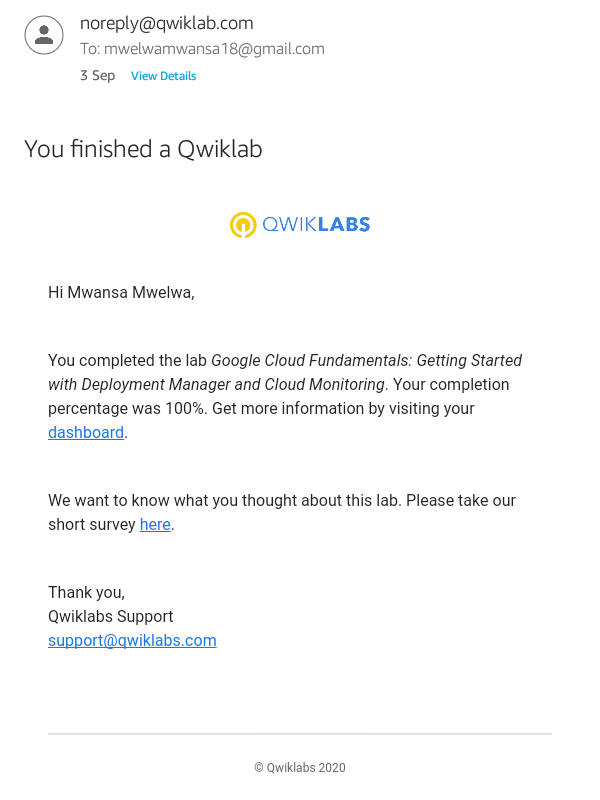 noreply@qwiklab.com
To: mwelwamwansa18@gmail.com
3 Sep View Details
You finished a Qwiklab
QWIKLABS
Hi Mwansa Mwelwa,
You completed the lab Google Cloud Fundamentals: Getting Started
with Deployment Manager and Cloud Monitoring. Your completion
percentage was 100%. Get more information by visiting your
dashboard.
We want to know what you thought about this lab. Please take our
short survey here.
Thank you,
Qwiklabs Support
support@qwiklabs.com
© Qwiklabs 2020